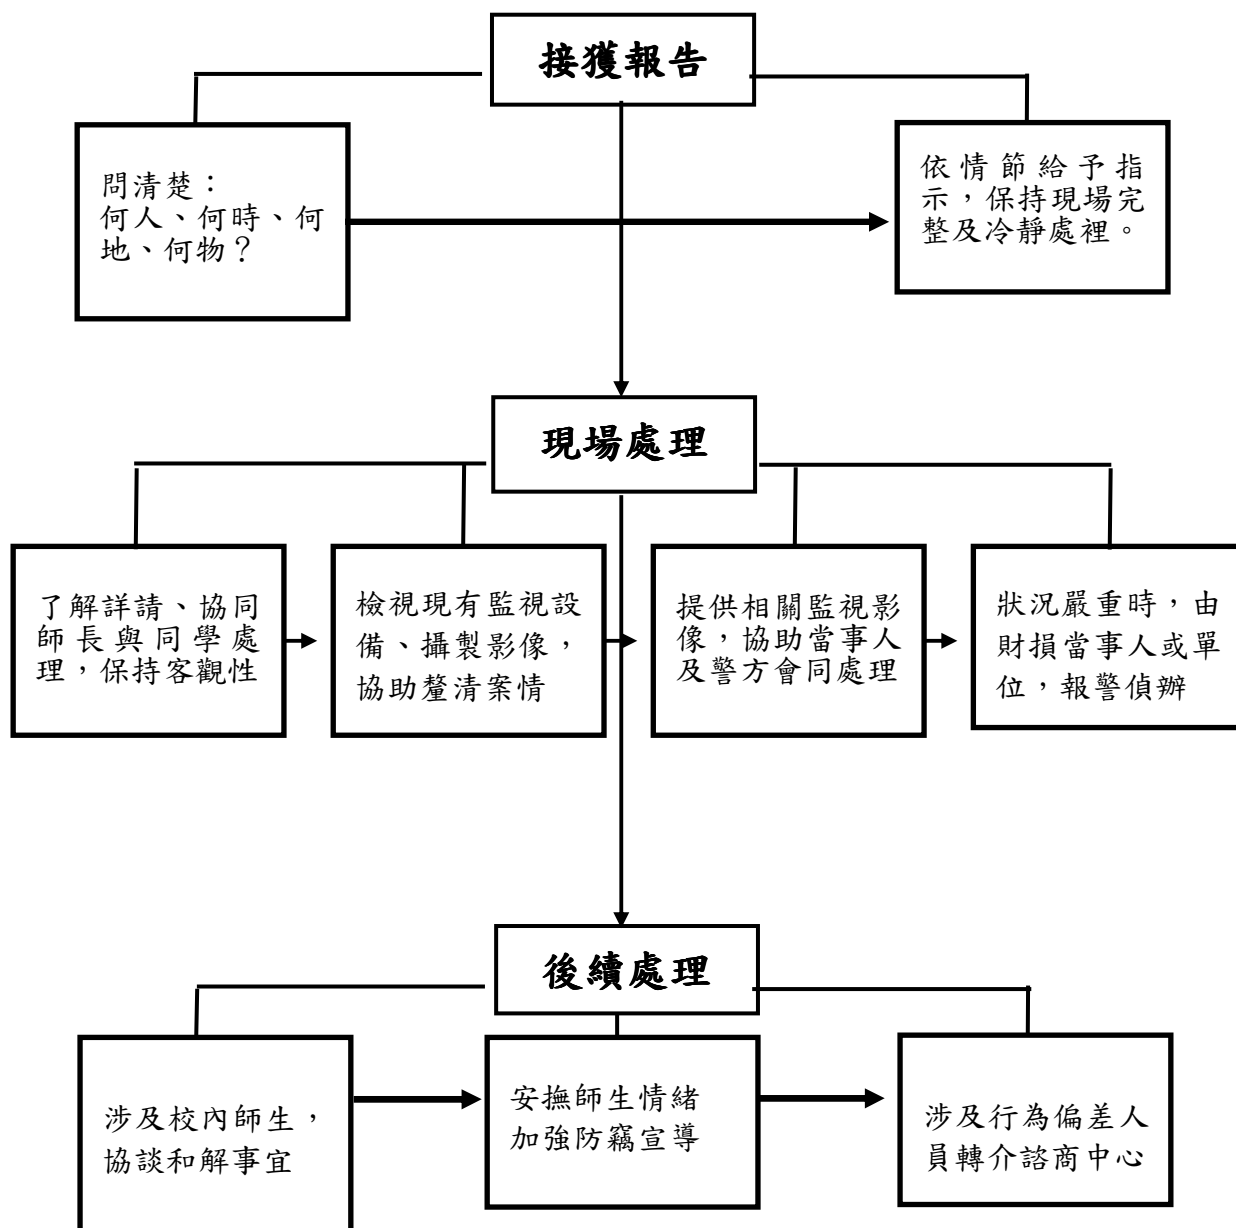 接獲報告
問清楚：
何人、何時、何
地、何物？
依情節給予指
示，保持現場完
整及冷靜處裡。
現場處理
了解詳請、協同
師長與同學處
理，保持客觀性
檢視現有監視設
備、攝製影像，
協助釐清案情
提供相關監視影
像，協助當事人
及警方會同處理
狀況嚴重時，由
財損當事人或單
位，報警偵辦
後續處理
涉及校內師生，
協談和解事宜
安撫師生情緒
加強防竊宣導
涉及行為偏差人
員轉介諮商中心